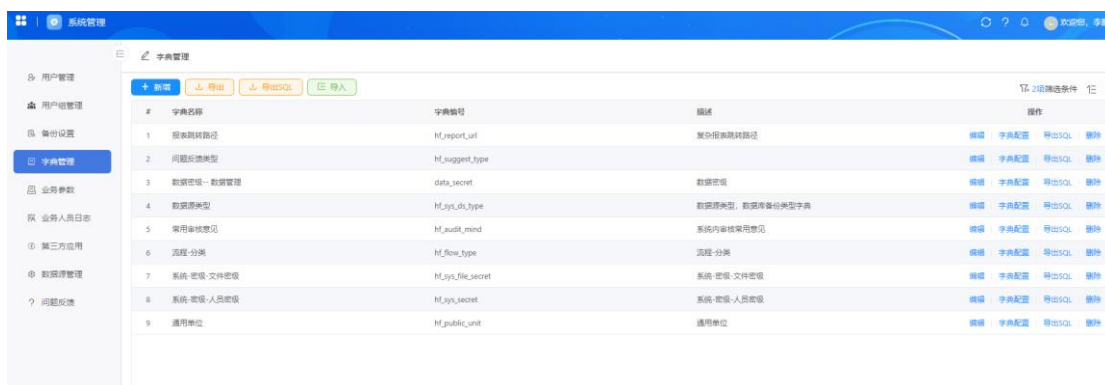 系统管理
欢迎您, 李
字典管理
用户管理
用户组管理
备份设置
字典管理
业务参数
业务人员日志
第三方应用
数据源管理
问题反馈
+ 新增 导出 导出SQL 导入 2项筛选条件
# 字典名称 字典编号 描述 操作
1 报表跳转路径 hf_report_url 复杂报表跳转路径 编辑 字典配置 导出SQL 删除
2 问题反馈类型 hf_suggest_type 编辑 字典配置 导出SQL 删除
3 数据密级-- 数据管理 data_secret 数据密级 编辑 字典配置 导出SQL 删除
4 数据源类型 hf_sys_ds_type 数据源类型, 数据库备份类型字典 编辑 字典配置 导出SQL 删除
5 常用审核意见 hf_audit_mind 系统内审核常用意见 编辑 字典配置 导出SQL 删除
6 流程-分类 hf_flow_type 流程-分类 编辑 字典配置 导出SQL 删除
7 系统-密级-文件密级 hf_sys_file_secret 系统-密级-文件密级 编辑 字典配置 导出SQL 删除
8 系统-密级-人员密级 hf_sys_secret 系统-密级-人员密级 编辑 字典配置 导出SQL 删除
9 通用单位 hf_public_unit 通用单位 编辑 字典配置 导出SQL 删除